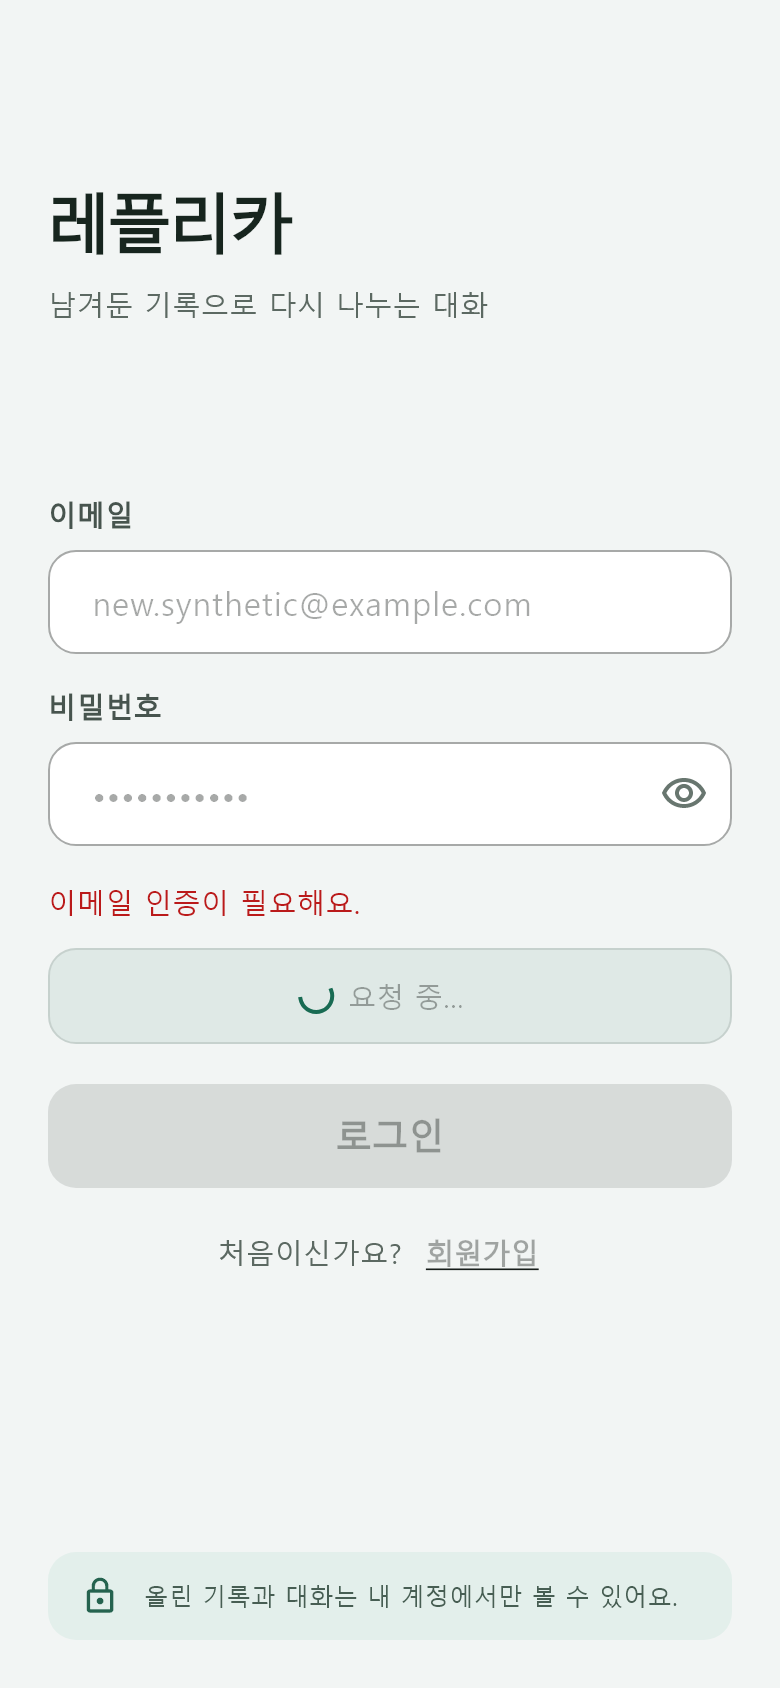 레플리카
남겨둔 기록으로 다시 나누는 대화
이메일
new.synthetic@example.com
비밀번호
•••••••••••
이메일 인증이 필요해요.
요청 중...
로그인
처음이신가요? 회원가입
올린 기록과 대화는 내 계정에서만 볼 수 있어요.